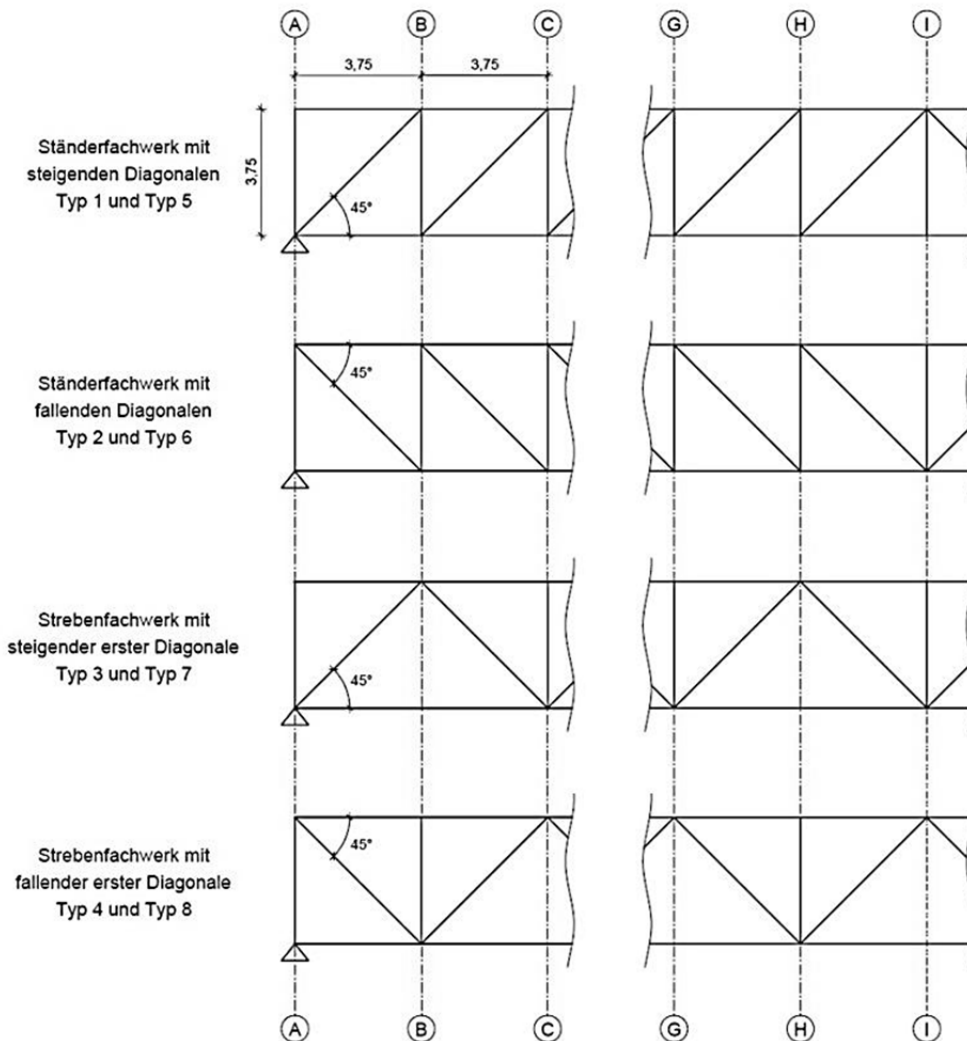 A B C G H I
3,75 3,75
Ständerfachwerk mit
steigenden Diagonalen
Typ 1 und Typ 5
3,75
45°
Ständerfachwerk mit
fallenden Diagonalen
Typ 2 und Typ 6
45°
Strebenfachwerk mit
steigender erster Diagonale
Typ 3 und Typ 7
45°
Strebenfachwerk mit
fallender erster Diagonale
Typ 4 und Typ 8
45°
A B C G H I